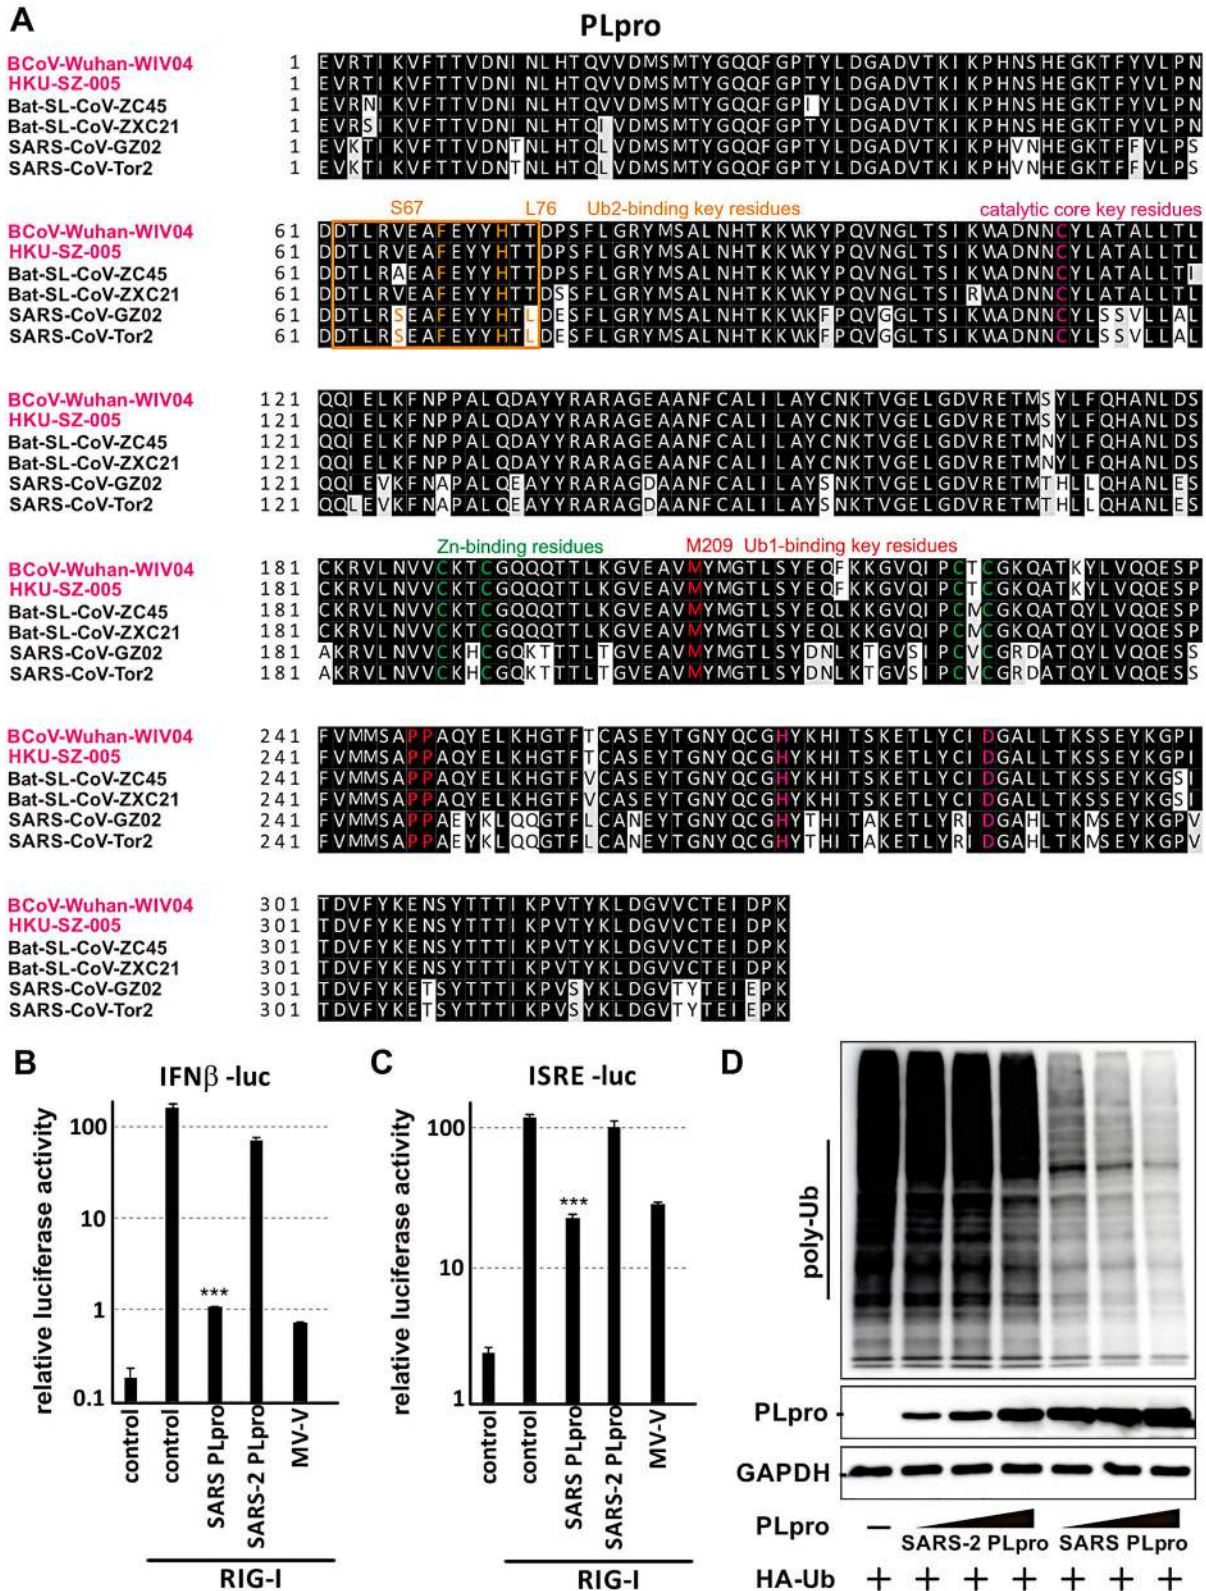 A
PLpro
BCoV-Wuhan-WIV04 1 EVRTIKVFTTVDNINLHTQVVDMSMTYGQQFGPTYLDGADVTKIKPHNSHEGKTFYVLPN
HKU-SZ-005 1 EVRTIKVFTTVDNINLHTQVVDMSMTYGQQFGPTYLDGADVTKIKPHNSHEGKTFYVLPN
Bat-SL-CoV-ZC45 1 EVRNIKVFTTVDNINLHTQVVDMSMTYGQQFGPIYLDGADVTKIKPHNSHEGKTFYVLPN
Bat-SL-CoV-ZXC21 1 EVRSIKVFTTVDNINLHTQIVDMSMTYGQQFGPTYLDGADVTKIKPHNSHEGKTFYVLPN
SARS-CoV-GZ02 1 EVKTIKVFTTVDNTNLHTQLVDMSMTYGQQFGPTYLDGADVTKIKPHVNHEGKTFFVLPS
SARS-CoV-Tor2 1 EVKTIKVFTTVDNTNLHTQLVDMSMTYGQQFGPTYLDGADVTKIKPHVNHEGKTFFVLPS
S67 L76 Ub2-binding key residues catalytic core key residues
BCoV-Wuhan-WIV04 61 DDTLRVEAFEYYHTTDPSFLGRYMSALNHTKKWKYPQVNGLTSIKWADNNCYLATALLTL
HKU-SZ-005 61 DDTLRVEAFEYYHTTDPSFLGRYMSALNHTKKWKYPQVNGLTSIKWADNNCYLATALLTL
Bat-SL-CoV-ZC45 61 DDTLRAEAFEYYHTTDPSFLGRYMSALNHTKKWKYPQVNGLTSIKWADNNCYLATALLTI
Bat-SL-CoV-ZXC21 61 DDTLRVEAFEYYHTTDSSFLGRYMSALNHTKKWKYPQVNGLTSIRWADNNCYLATALLTL
SARS-CoV-GZ02 61 DDTLRSEAFEYYHTLDESFLGRYMSALNHTKKWKFPQVGGLTSIKWADNNCYLSSVLLAL
SARS-CoV-Tor2 61 DDTLRSEAFEYYHTLDESFLGRYMSALNHTKKWKFPQVGGLTSIKWADNNCYLSSVLLAL
BCoV-Wuhan-WIV04 121 QQIELKFNPPALQDAYYRARAGEAANFCALILAYCNKTVGELGDVRETMSYLFQHANLDS
HKU-SZ-005 121 QQIELKFNPPALQDAYYRARAGEAANFCALILAYCNKTVGELGDVRETMSYLFQHANLDS
Bat-SL-CoV-ZC45 121 QQIELKFNPPALQDAYYRARAGEAANFCALILAYCNKTVGELGDVRETMNYLFQHANLDS
Bat-SL-CoV-ZXC21 121 QQIELKFNPPALQDAYYRARAGEAANFCALILAYCNKTVGELGDVRETMNYLFQHANLDS
SARS-CoV-GZ02 121 QQIEVKFNAPALQEAYYRARAGDAANFCALILAYSNKTVGELGDVRETMTHLLQHANLES
SARS-CoV-Tor2 121 QQLEVKFNAPALQEAYYRARAGDAANFCALILAYSNKTVGELGDVRETMTHLLQHANLES
Zn-binding residues M209 Ub1-binding key residues
BCoV-Wuhan-WIV04 181 CKRVLNVVCKTCGQQQTTLKGVEAVMYMGTLSYEQFKKGVQIPCTCGKQATKYLVQQESP
HKU-SZ-005 181 CKRVLNVVCKTCGQQQTTLKGVEAVMYMGTLSYEQFKKGVQIPCTCGKQATKYLVQQESP
Bat-SL-CoV-ZC45 181 CKRVLNVVCKTCGQQQTTLKGVEAVMYMGTLSYEQLKKGVQIPCMCGKQATQYLVQQESP
Bat-SL-CoV-ZXC21 181 CKRVLNVVCKTCGQQQTTLKGVEAVMYMGTLSYEQLKKGVQIPCMCGKQATQYLVQQESP
SARS-CoV-GZ02 181 AKRVLNVVCKHCGQKTTTLTGVEAVMYMGTLSYDNLKTGVSIPCVCGRDATQYLVQQESS
SARS-CoV-Tor2 181 AKRVLNVVCKHCGQKTTTLTGVEAVMYMGTLSYDNLKTGVSIPCVCGRDATQYLVQQESS
BCoV-Wuhan-WIV04 241 FVMMSAPPAQYELKHGTFTCASEYTGNYQCGHYKHITSKETLYCIDGALLTKSSEYKGPI
HKU-SZ-005 241 FVMMSAPPAQYELKHGTFTCASEYTGNYQCGHYKHITSKETLYCIDGALLTKSSEYKGPI
Bat-SL-CoV-ZC45 241 FVMMSAPPAQYELKHGTFVCASEYTGNYQCGHYKHITSKETLYCIDGALLTKSSEYKGSI
Bat-SL-CoV-ZXC21 241 FVMMSAPPAQYELKHGTFVCASEYTGNYQCGHYKHITSKETLYCIDGALLTKSSEYKGSI
SARS-CoV-GZ02 241 FVMMSAPPAEYKLQQGTFLCANEYTGNYQCGHYTHITAKETLYRIDGAHLTKMSEYKGPV
SARS-CoV-Tor2 241 FVMMSAPPAEYKLQQGTFLCANEYTGNYQCGHYTHITAKETLYRIDGAHLTKMSEYKGPV
BCoV-Wuhan-WIV04 301 TDVFYKENSYTTTIKPVTYKLDGVVCTEIDPK
HKU-SZ-005 301 TDVFYKENSYTTTIKPVTYKLDGVVCTEIDPK
Bat-SL-CoV-ZC45 301 TDVFYKENSYTTTIKPVTYKLDGVVCTEIDPK
Bat-SL-CoV-ZXC21 301 TDVFYKENSYTTTIKPVTYKLDGVVCTEIDPK
SARS-CoV-GZ02 301 TDVFYKETSYTTTIKPVSYKLDGVTYTEIEPK
SARS-CoV-Tor2 301 TDVFYKETSYTTTIKPVSYKLDGVTYTEIEPK
B
IFNβ -luc
relative luciferase activity
100
10
1
0.1
***
control
control
SARS PLpro
SARS-2 PLpro
MV-V
RIG-I
C
ISRE -luc
relative luciferase activity
100
10
1
***
control
control
SARS PLpro
SARS-2 PLpro
MV-V
RIG-I
D
poly-Ub
PLpro
GAPDH
PLpro –
SARS-2 PLpro SARS PLpro
HA-Ub + + + + + + +